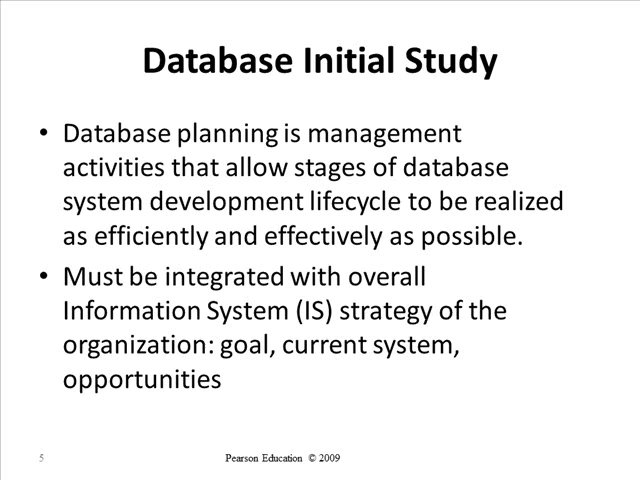 Database Initial Study
• Database planning is management
activities that allow stages of database
system development lifecycle to be realized
as efficiently and effectively as possible.
• Must be integrated with overall
Information System (IS) strategy of the
organization: goal, current system,
opportunities
5
Pearson Education © 2009